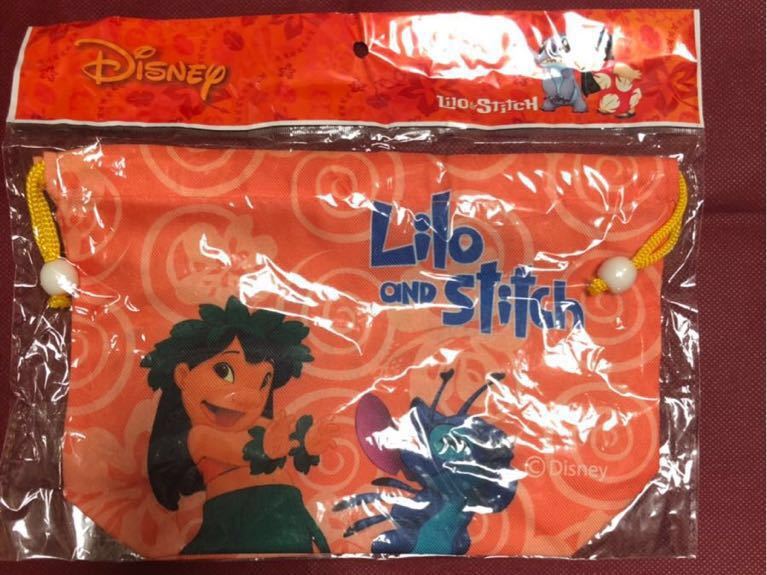 Disney
Lilo & Stitch
Lilo
AND Stitch
© Disney